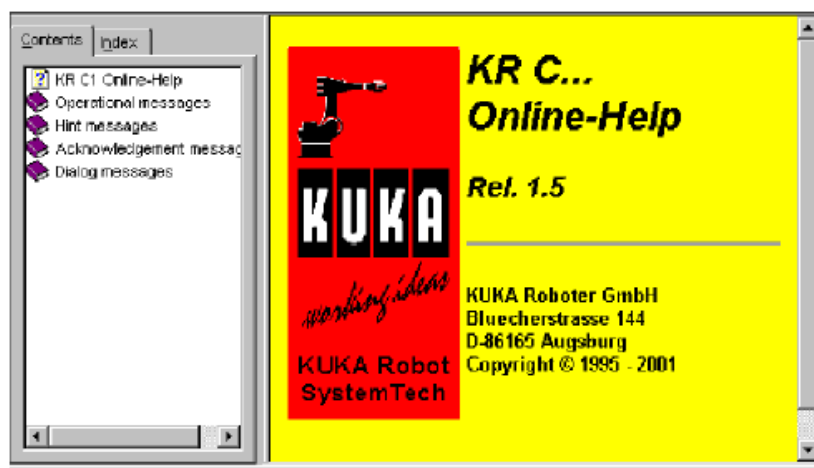 Contents Index
KR C1 Online-Help
Operational messages
Hint messages
Acknowledgement messag
Dialog messages
KR C...
Online-Help
Rel. 1.5
KUKA
working ideas
KUKA Robot
SystemTech
KUKA Roboter GmbH
Bluecherstrasse 144
D-86165 Augsburg
Copyright © 1995 - 2001